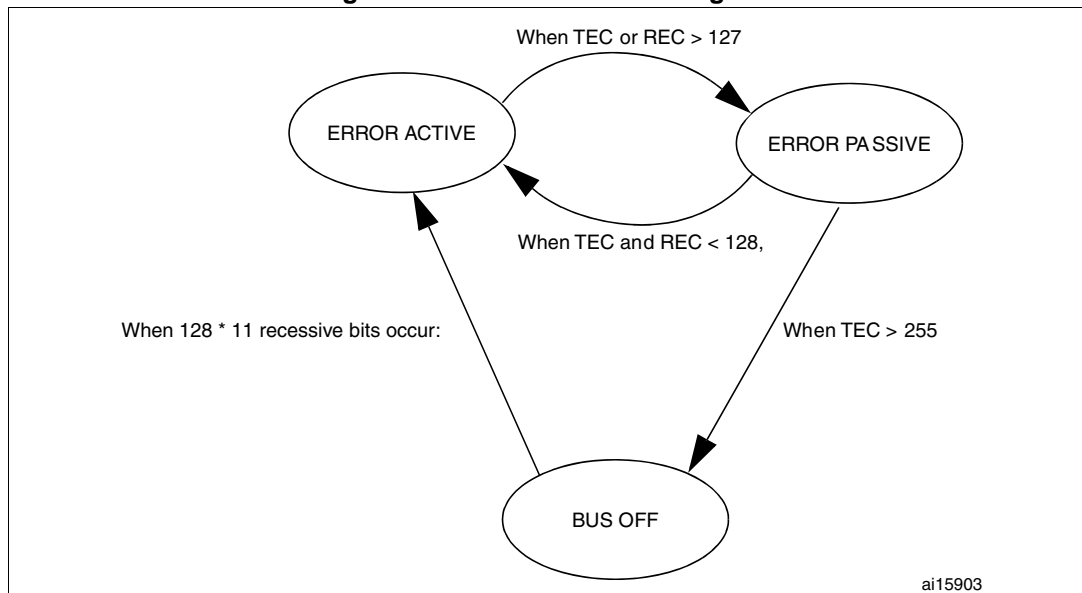 When TEC or REC > 127
ERROR ACTIVE
ERROR PASSIVE
When TEC and REC < 128,
When 128 * 11 recessive bits occur:
When TEC > 255
BUS OFF
ai15903